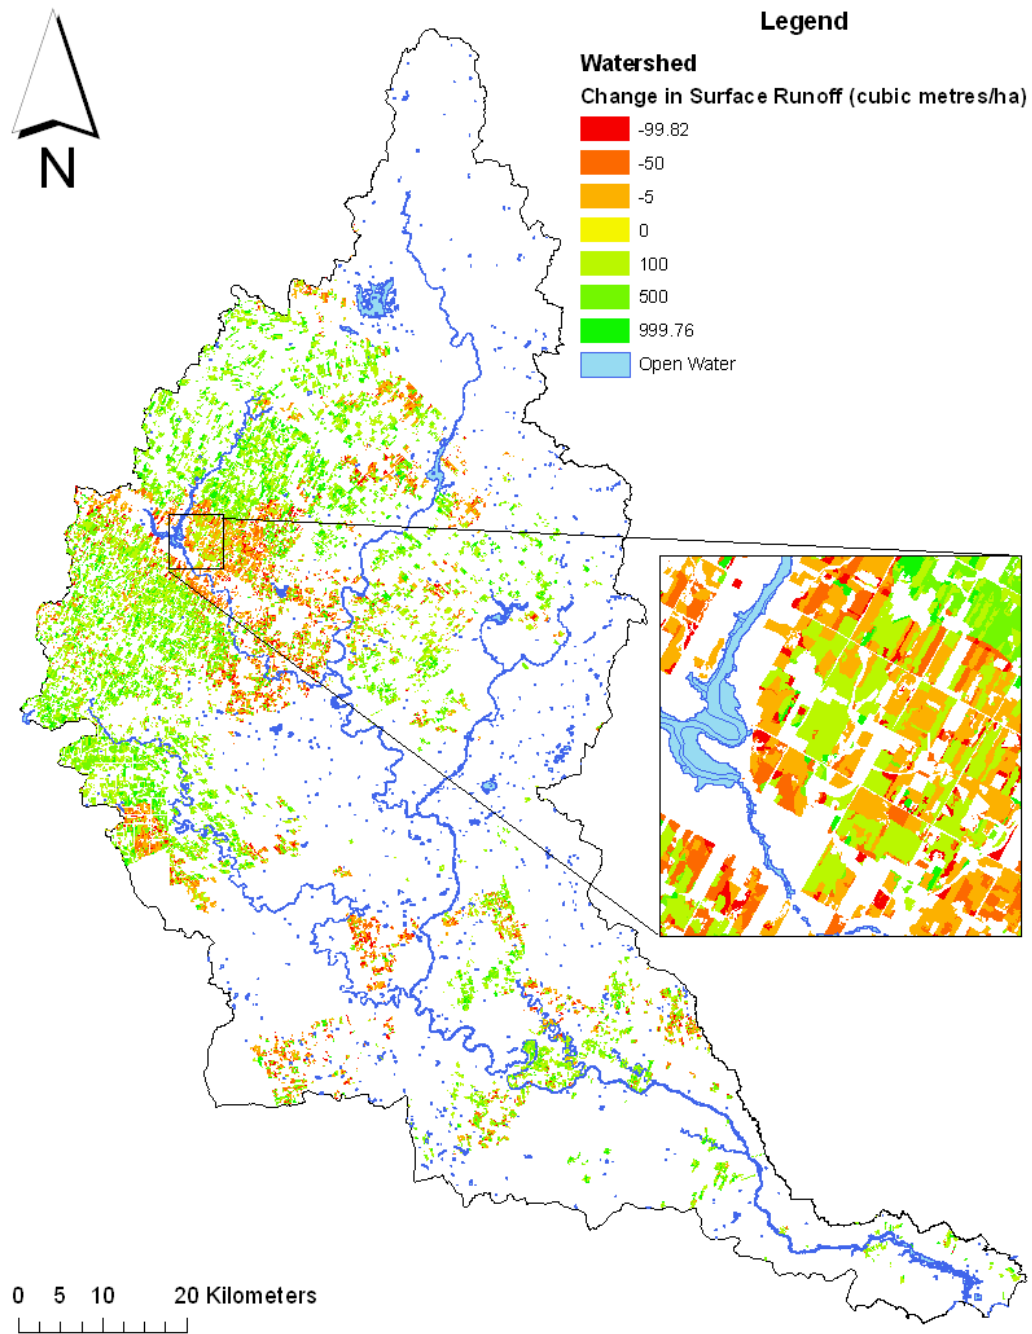 Legend
Watershed
Change in Surface Runoff (cubic metres/ha)
-99.82
-50
-5
0
100
500
999.76
Open Water
N
0 5 10 20 Kilometers